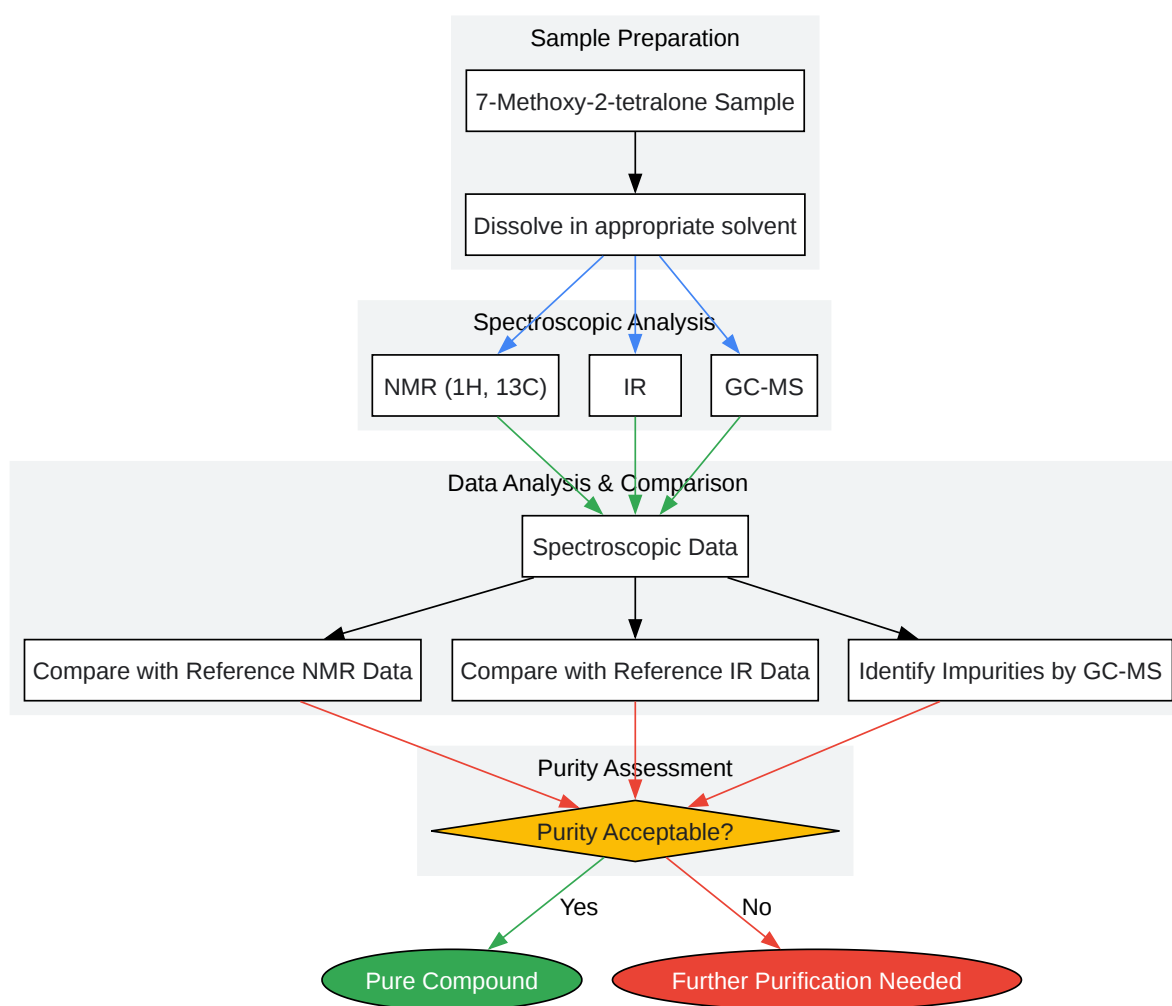 Sample Preparation
7-Methoxy-2-tetralone Sample
Dissolve in appropriate solvent
Spectroscopic Analysis
NMR (1H, 13C)
IR
GC-MS
Data Analysis & Comparison
Spectroscopic Data
Compare with Reference NMR Data
Compare with Reference IR Data
Identify Impurities by GC-MS
Purity Assessment
Purity Acceptable?
Yes
No
Pure Compound
Further Purification Needed